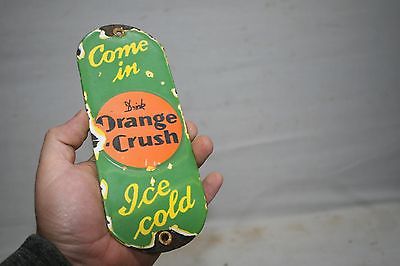 Come
in
Drink
Orange
-Crush
Ice
cold